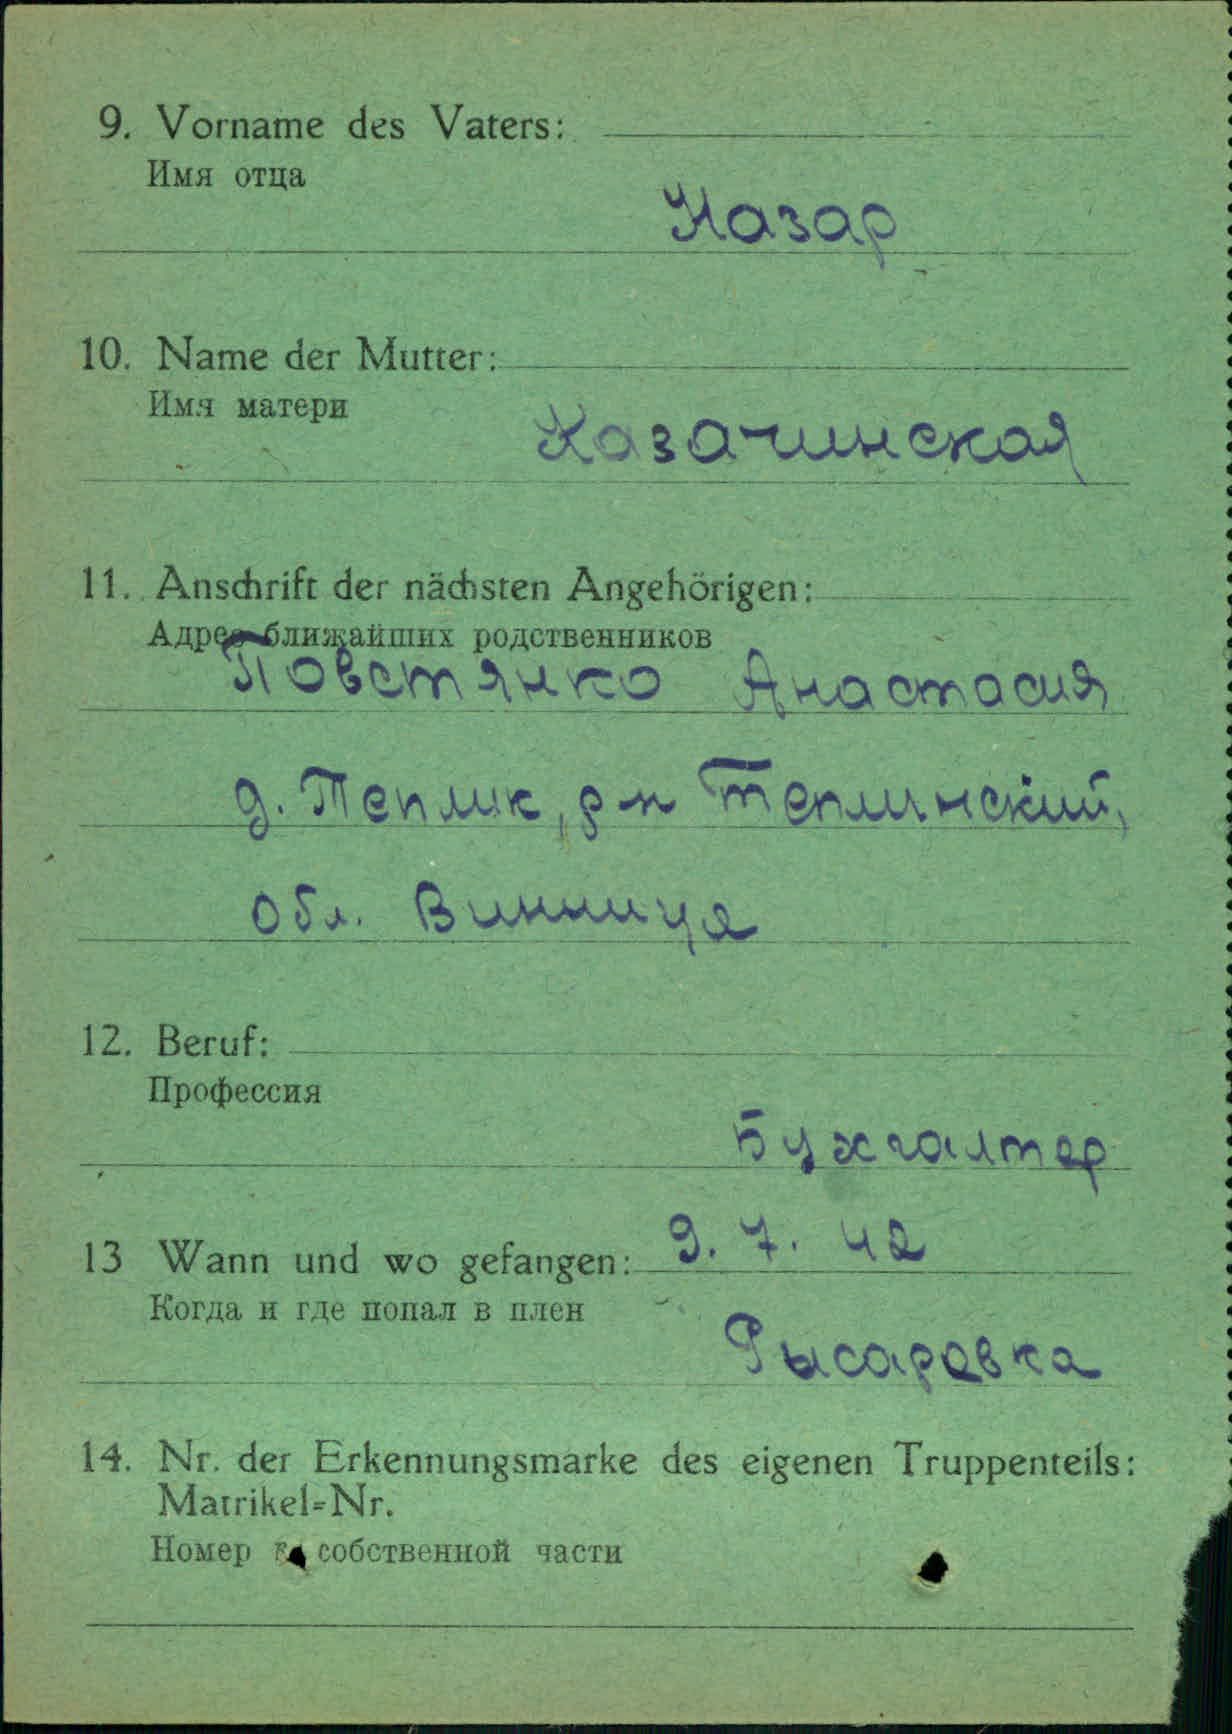 9. Vorname des Vaters:
Имя отца
Назар
10. Name der Mutter:
Имя матери
Казачинская
11. Anschrift der nächsten Angehörigen:
Адрес ближайших родственников
Повстянко Анастасия
д. Теплик, р-н Теплинский,
обл. Винница
12. Beruf:
Профессия
Бухгалтер
13 Wann und wo gefangen: 9. 7. 42
Когда и где попал в плен
14. Nr. der Erkennungsmarke des eigenen Truppenteils:
Matrikel-Nr.
Номер собственной части